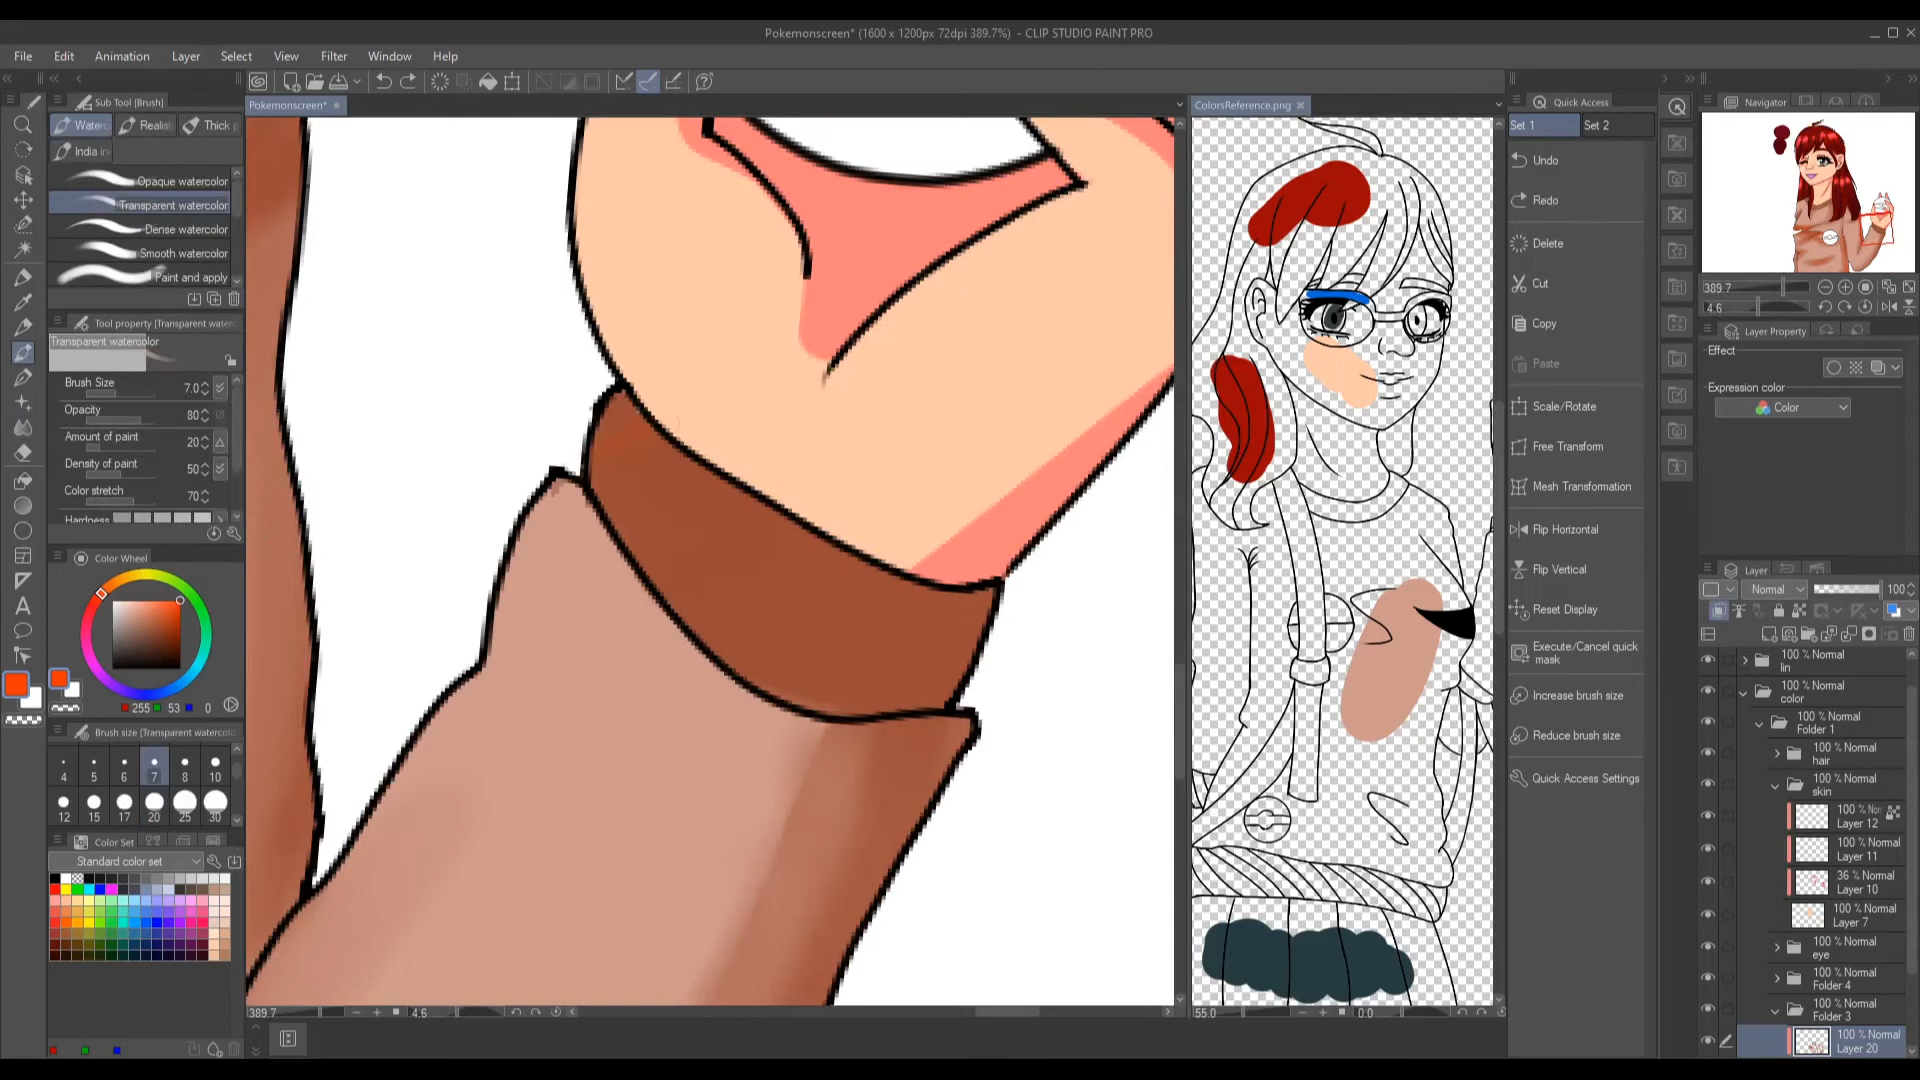 Pokemonscreen* (1600 x 1200px 72dpi 389.7%) - CLIP STUDIO PAINT PRO
File Edit Animation Layer Select View Filter Window Help
Sub Tool [Brush]
Pokemonscreen*
ColorsReference.png
Quick Access
Navigator
Thick
India
Set 1 Set 2
Opaque watercolor
Transparent watercolor
Dense watercolor
Smooth watercolor
Paint and apply
Tool property [Transparent waterc
Transparent watercolor
Brush Size 7.0
Opacity 80
Amount of paint 20
Density of paint 50
Color stretch 70
Hardness
Color Wheel
255 53 0
Brush size [Transparent waterco
4 5 6 7 8 10
12 15 17 20 25 30
Color Set
Standard color set
389.7 4.6
55.0 0.0
Undo
Redo
Delete
Cut
Copy
Paste
Scale/Rotate
Free Transform
Mesh Transformation
Flip Horizontal
Flip Vertical
Reset Display
Execute/Cancel quick
mask
Increase brush size
Reduce brush size
Quick Access Settings
389.7
4.6
Layer Property
Effect
Expression color
Color
Layer
Normal 100
100 % Normal
lin
100 % Normal
color
100 % Normal
Folder 1
100 % Normal
hair
100 % Normal
skin
100 % Nor
Layer 12
100 % Normal
Layer 11
36 % Normal
Layer 10
100 % Normal
Layer 7
100 % Normal
eye
100 % Normal
Folder 4
100 % Normal
Folder 3
100 % Normal
Layer 20